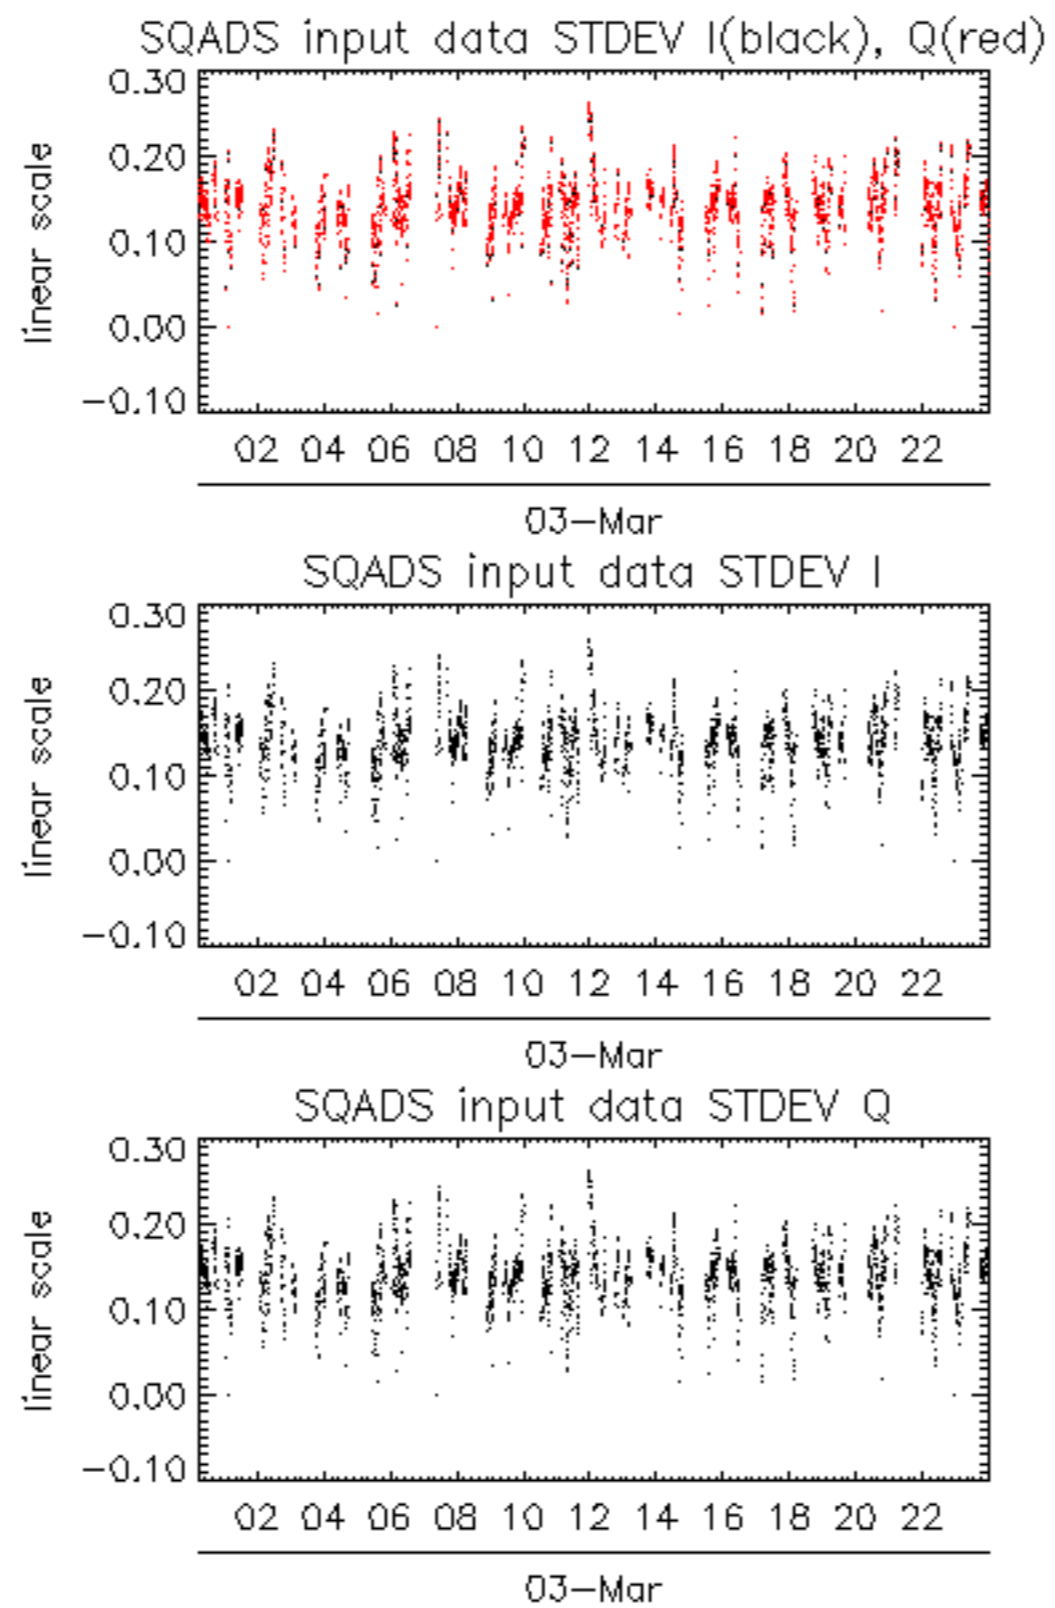 SQADS input data STDEV I(black), Q(red)
0.30
0.20
0.10
0.00
-0.10
linear scale
02 04 06 08 10 12 14 16 18 20 22
03-Mar
SQADS input data STDEV I
0.30
0.20
0.10
0.00
-0.10
linear scale
02 04 06 08 10 12 14 16 18 20 22
03-Mar
SQADS input data STDEV Q
0.30
0.20
0.10
0.00
-0.10
linear scale
02 04 06 08 10 12 14 16 18 20 22
03-Mar